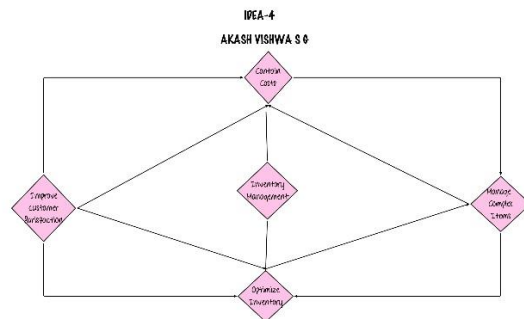 IDEA-4
AKASH VISHWA S G
Contain
Costs
Improve
Customer
Satisfaction
Inventory
Management
Manage
Complex
Items
Optimize
Inventory